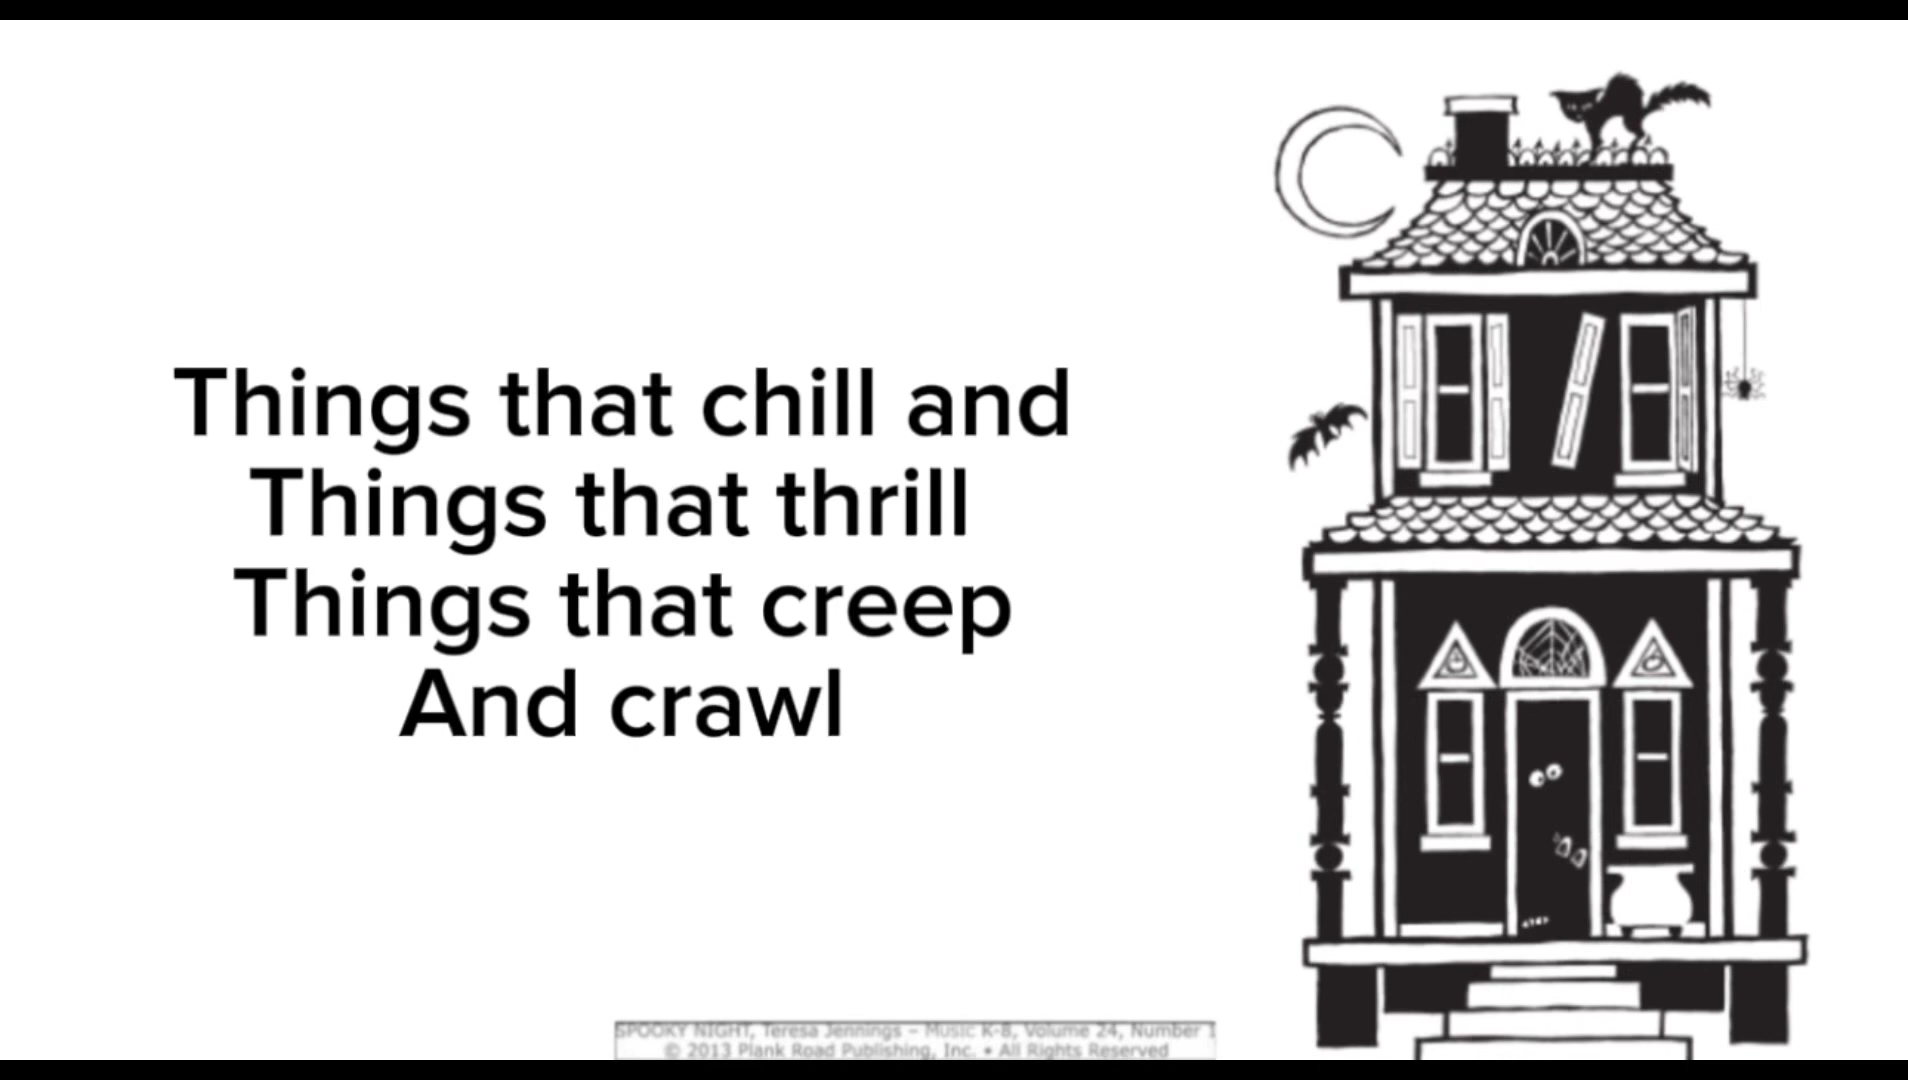 Things that chill and
Things that thrill
Things that creep
And crawl
SPOOKY NIGHT, Teresa Jennings – Music K-8, Volume 24, Number 1
© 2013 Plank Road Publishing, Inc. • All Rights Reserved